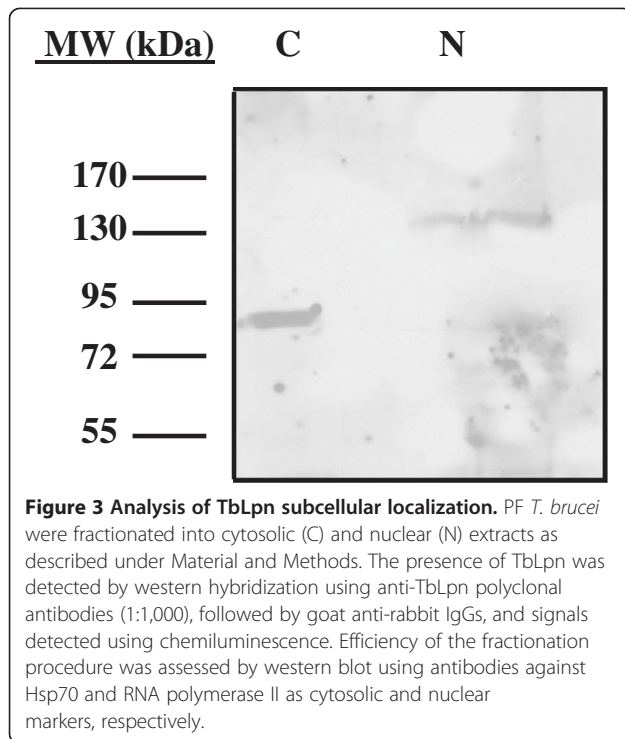 MW (kDa) C N
170
130
95
72
55
Figure 3 Analysis of TbLpn subcellular localization. PF T. brucei
were fractionated into cytosolic (C) and nuclear (N) extracts as
described under Material and Methods. The presence of TbLpn was
detected by western hybridization using anti-TbLpn polyclonal
antibodies (1:1,000), followed by goat anti-rabbit IgGs, and signals
detected using chemiluminescence. Efficiency of the fractionation
procedure was assessed by western blot using antibodies against
Hsp70 and RNA polymerase II as cytosolic and nuclear
markers, respectively.